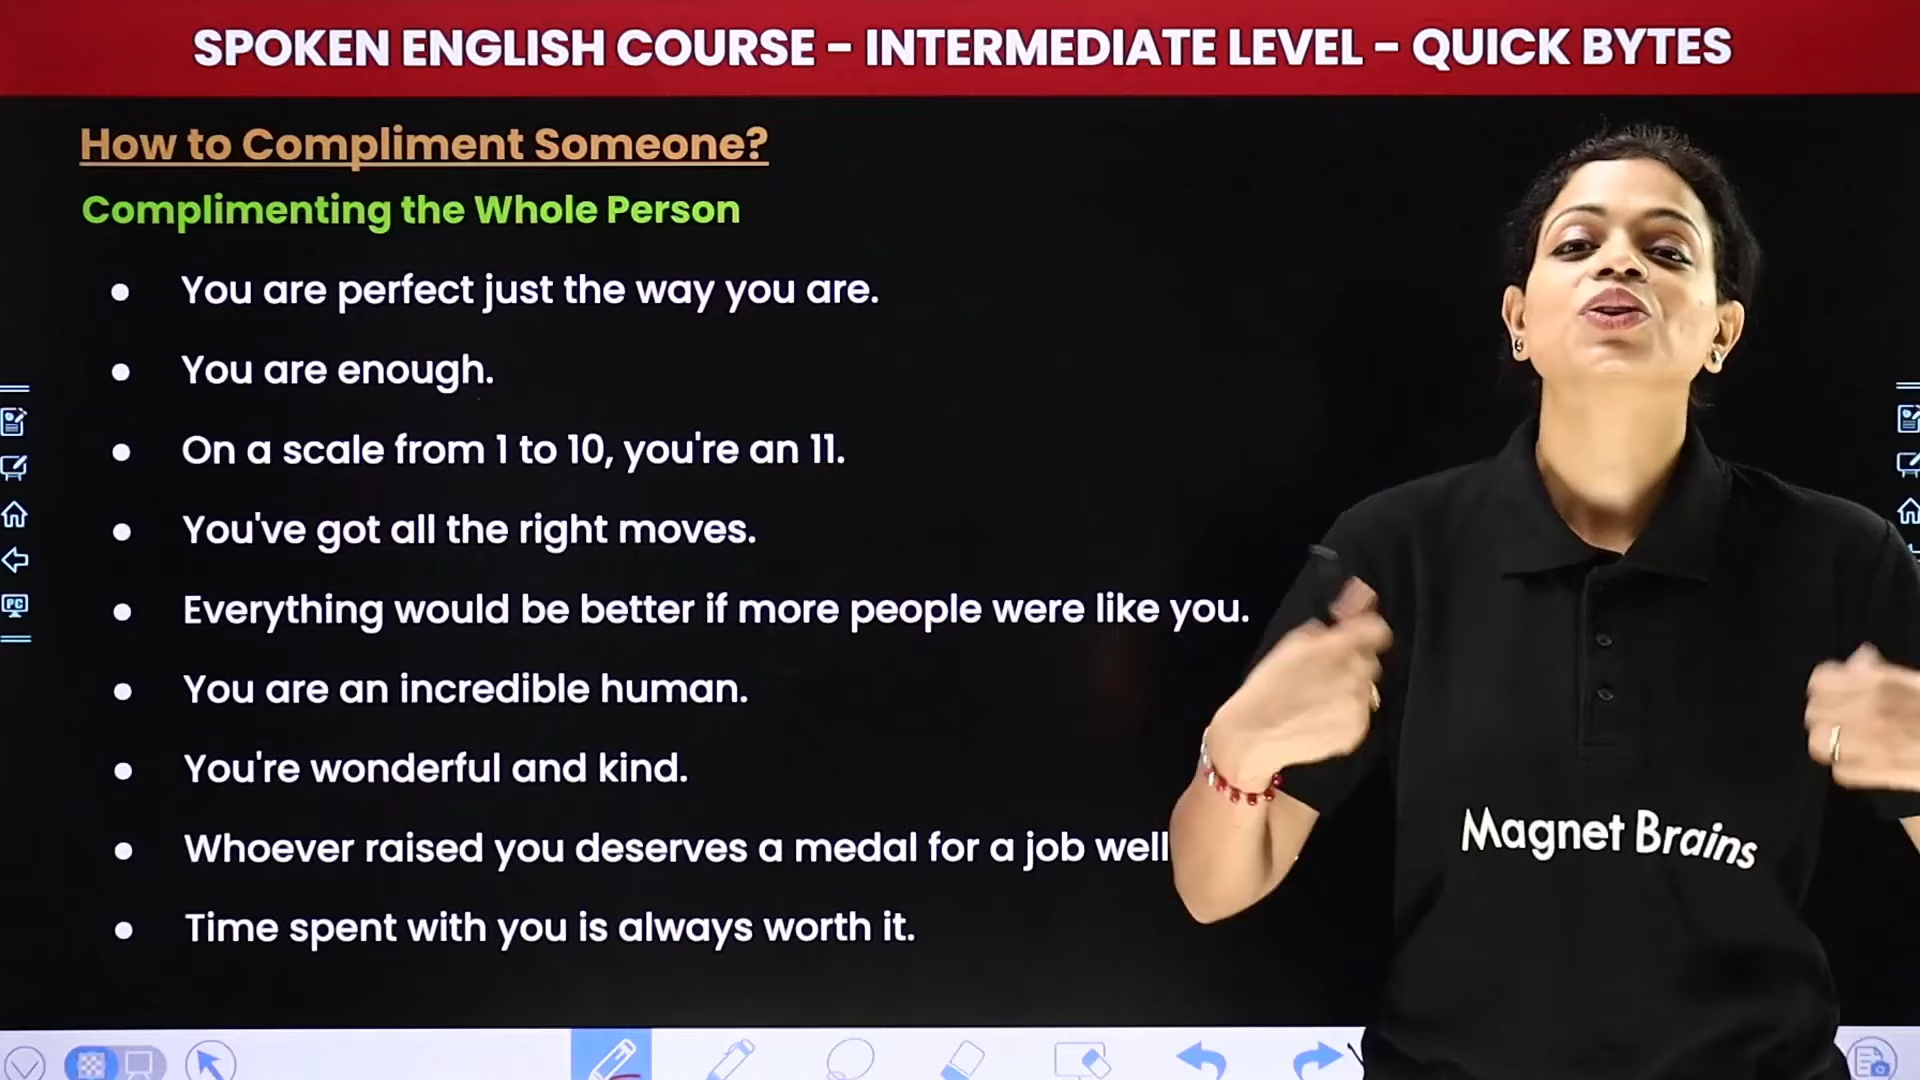 SPOKEN ENGLISH COURSE – INTERMEDIATE LEVEL – QUICK BYTES
How to Compliment Someone?
Complimenting the Whole Person
● You are perfect just the way you are.
● You are enough.
● On a scale from 1 to 10, you're an 11.
● You've got all the right moves.
● Everything would be better if more people were like you.
● You are an incredible human.
● You're wonderful and kind.
● Whoever raised you deserves a medal for a job well
● Time spent with you is always worth it.
Magnet Brains
PC